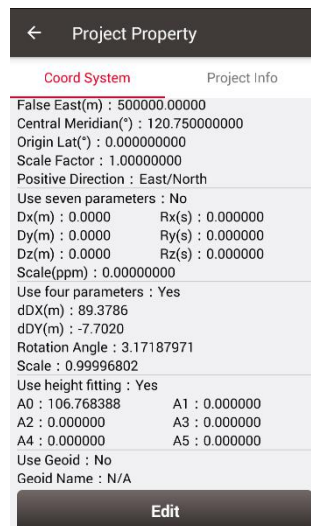 ← Project Property
Coord System Project Info
False East(m) : 500000.00000
Central Meridian(°) : 120.750000000
Origin Lat(°) : 0.000000000
Scale Factor : 1.00000000
Positive Direction : East/North
Use seven parameters : No
Dx(m) : 0.0000 Rx(s) : 0.000000
Dy(m) : 0.0000 Ry(s) : 0.000000
Dz(m) : 0.0000 Rz(s) : 0.000000
Scale(ppm) : 0.00000000
Use four parameters : Yes
dDX(m) : 89.3786
dDY(m) : -7.7020
Rotation Angle : 3.17187971
Scale : 0.99996802
Use height fitting : Yes
A0 : 106.768388 A1 : 0.000000
A2 : 0.000000 A3 : 0.000000
A4 : 0.000000 A5 : 0.000000
Use Geoid : No
Geoid Name : N/A
Edit